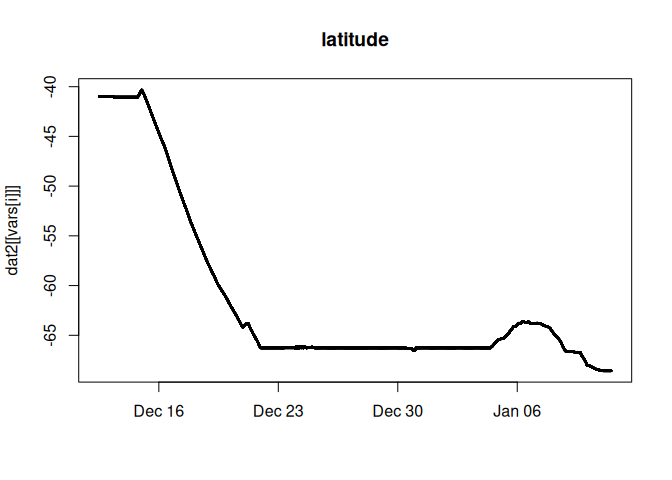 latitude
dat2[[vars[i]]]
-40
-45
-50
-55
-60
-65
Dec 16
Dec 23
Dec 30
Jan 06